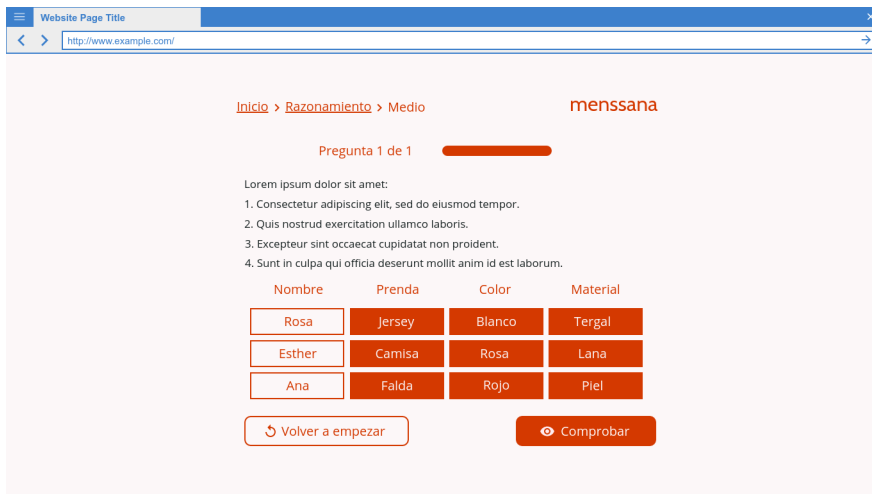 Website Page Title
http://www.example.com/
Inicio > Razonamiento > Medio
menssana
Pregunta 1 de 1
Lorem ipsum dolor sit amet:
1. Consectetur adipiscing elit, sed do eiusmod tempor.
2. Quis nostrud exercitation ullamco laboris.
3. Excepteur sint occaecat cupidatat non proident.
4. Sunt in culpa qui officia deserunt mollit anim id est laborum.
Nombre Prenda Color Material
Rosa Jersey Blanco Tergal
Esther Camisa Rosa Lana
Ana Falda Rojo Piel
Volver a empezar Comprobar